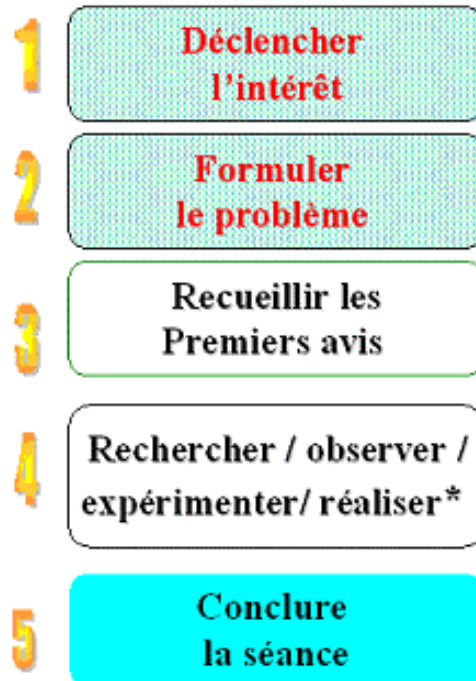 1
Déclencher
l'intérêt
2
Formuler
le problème
3
Recueillir les
Premiers avis
4
Rechercher / observer /
expérimenter/ réaliser*
5
Conclure
la séance